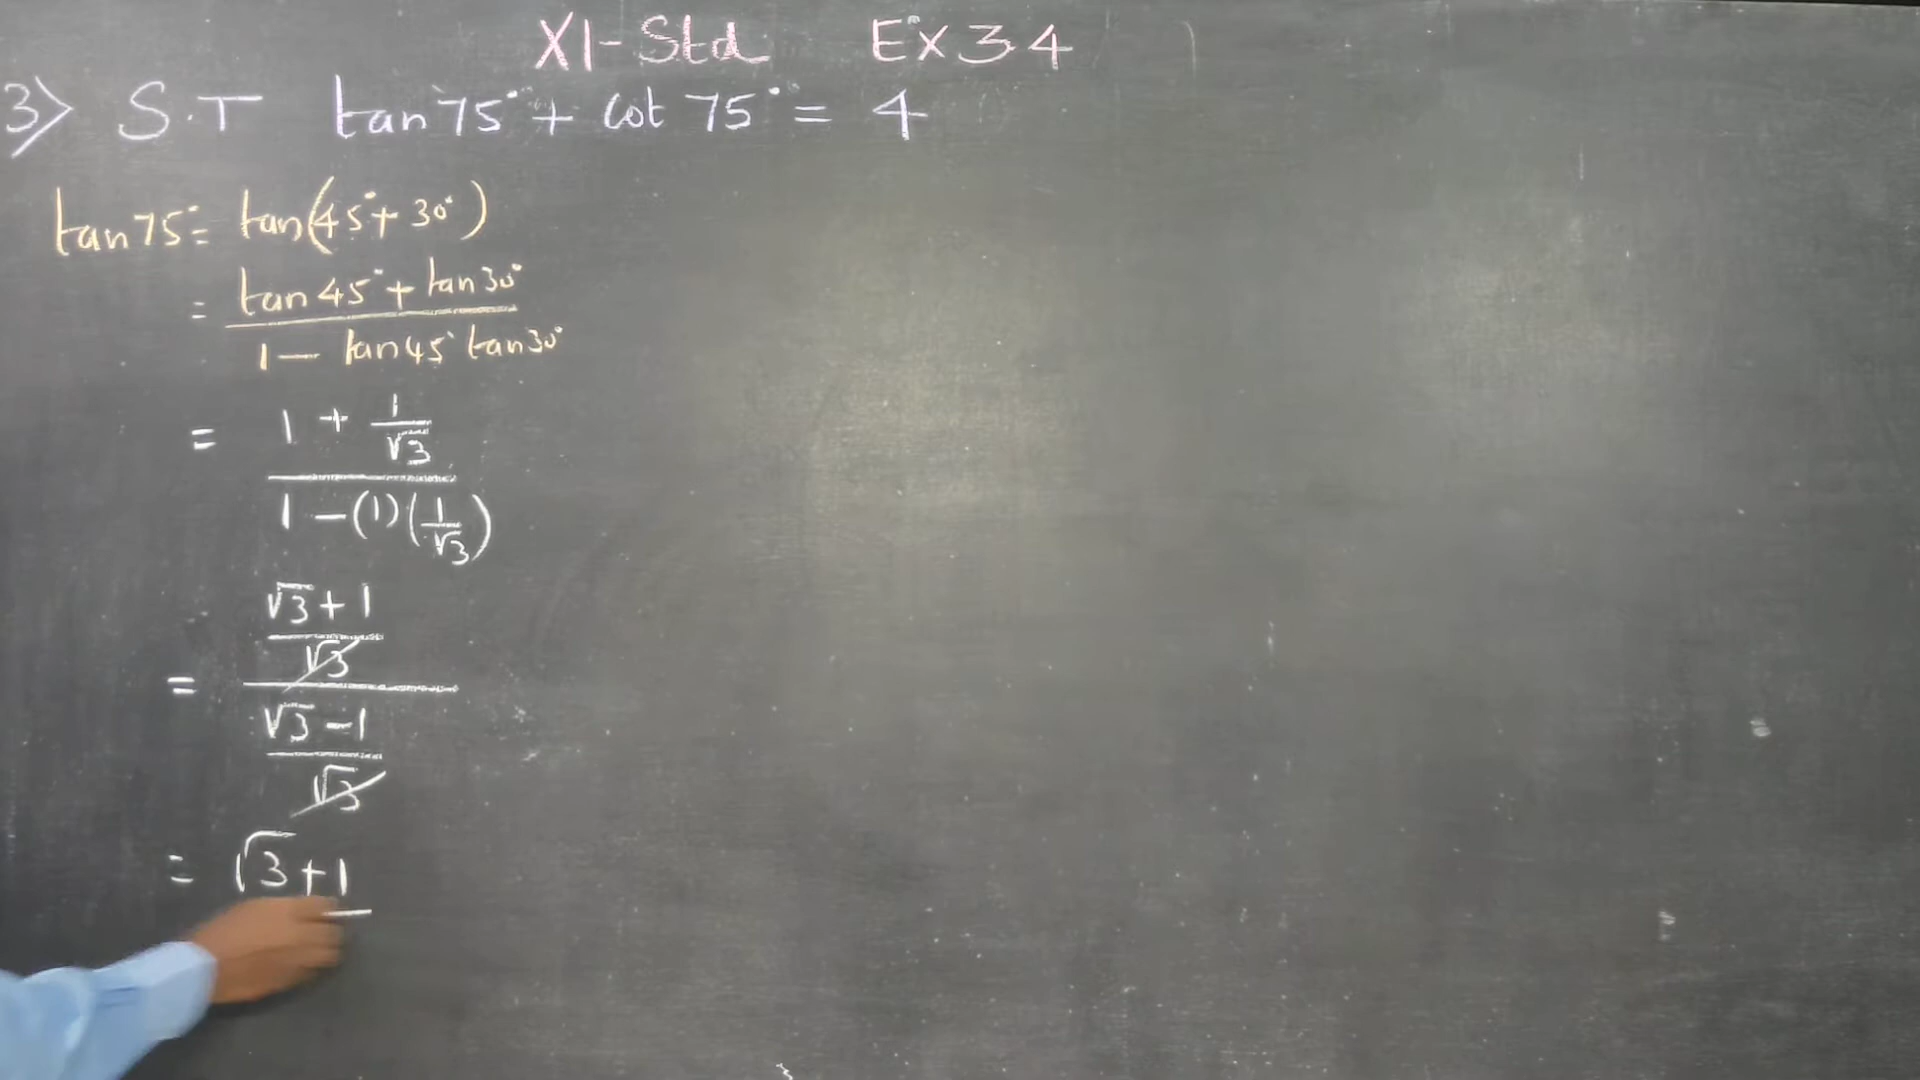 XI-Std Ex 3.4
3) S.T tan 75° + cot 75° = 4
tan 75° = tan(45° + 30°)
= tan 45° + tan 30°
1 - tan 45° tan 30°
= 1 + 1/√3
1 - (1)(1/√3)
= √3 + 1
√3
√3 - 1
√3
= √3 + 1